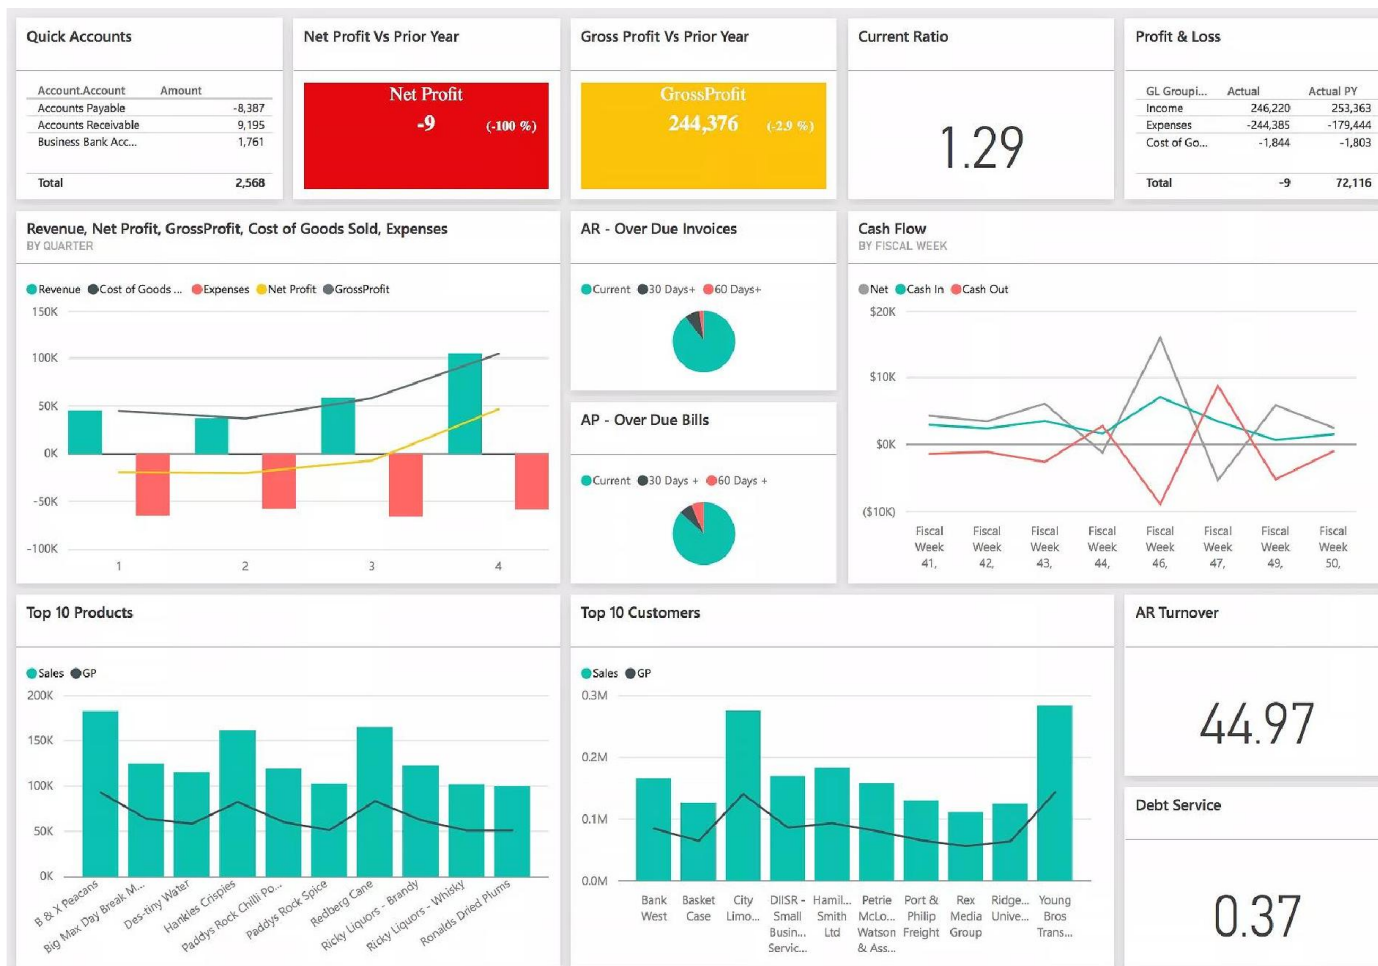 Quick Accounts
Account.Account Amount
Accounts Payable -8,387
Accounts Receivable 9,195
Business Bank Acc... 1,761
Total 2,568
Net Profit Vs Prior Year
Net Profit
-9 (-100 %)
Gross Profit Vs Prior Year
GrossProfit
244,376 (-2.9 %)
Current Ratio
1.29
Profit & Loss
GL Groupi... Actual Actual PY
Income 246,220 253,363
Expenses -244,385 -179,444
Cost of Go... -1,844 -1,803
Total -9 72,116
Revenue, Net Profit, GrossProfit, Cost of Goods Sold, Expenses
BY QUARTER
Revenue Cost of Goods ... Expenses Net Profit GrossProfit
150K
100K
50K
0K
-50K
-100K
1 2 3 4
AR - Over Due Invoices
Current 30 Days+ 60 Days+
AP - Over Due Bills
Current 30 Days + 60 Days +
Cash Flow
BY FISCAL WEEK
Net Cash In Cash Out
$20K
$10K
$0K
($10K)
Fiscal Fiscal Fiscal Fiscal Fiscal Fiscal Fiscal Fiscal
Week Week Week Week Week Week Week Week
41, 42, 43, 44, 46, 47, 49, 50,
Top 10 Products
Sales GP
200K
150K
100K
50K
0K
B & X Peacans
Big Max Day Break M...
Des-tiny Water
Hankies Crispies
Paddys Rock Chilli Po...
Paddys Rock Spice
Redberg Cane
Ricky Liquors - Brandy
Ricky Liquors - Whisky
Ronalds Dried Plums
Top 10 Customers
Sales GP
0.3M
0.2M
0.1M
0.0M
Bank Basket City DIISR - Hamil... Petrie Port & Rex Ridge... Young
West Case Limo... Small Smith McLo... Philip Media Unive... Bros
Busin... Ltd Watson Freight Group Trans...
Servic... & Ass...
AR Turnover
44.97
Debt Service
0.37